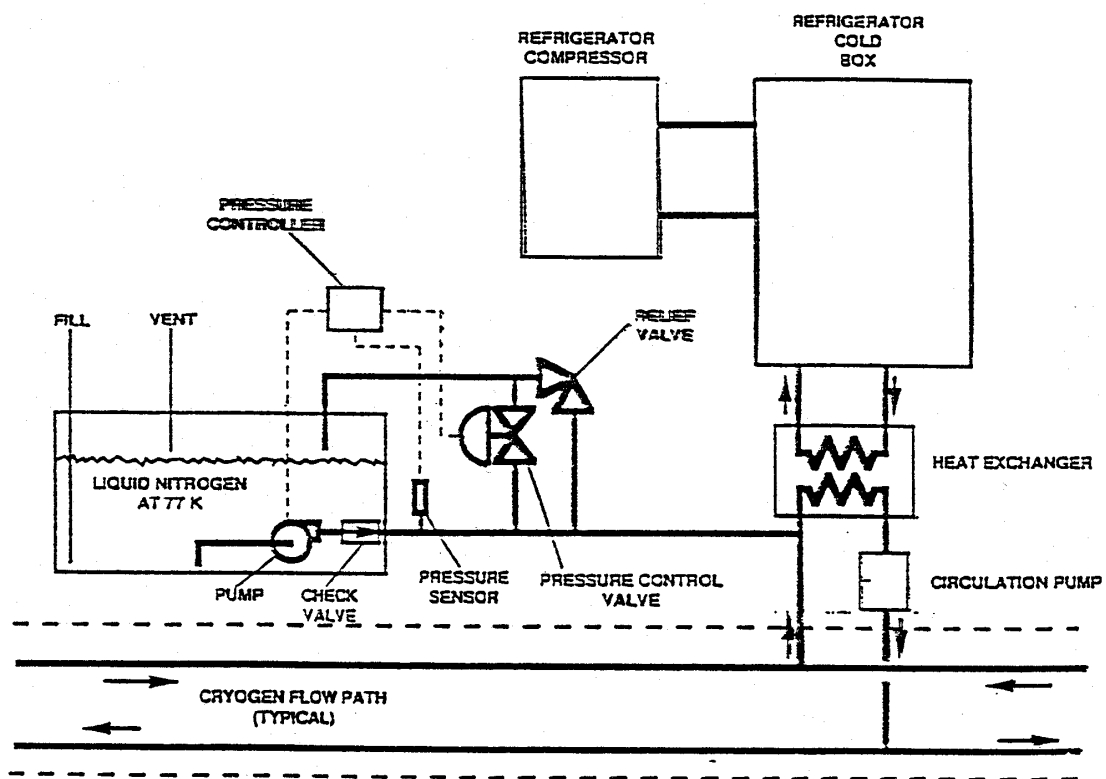 REFRIGERATOR
COLD
BOX
REFRIGERATOR
COMPRESSOR
PRESSURE
CONTROLLER
FILL
VENT
RELIEF
VALVE
LIQUID NITROGEN
AT 77 K
HEAT EXCHANGER
PUMP
CHECK
VALVE
PRESSURE
SENSOR
PRESSURE CONTROL
VALVE
CIRCULATION PUMP
CRYOGEN FLOW PATH
(TYPICAL)